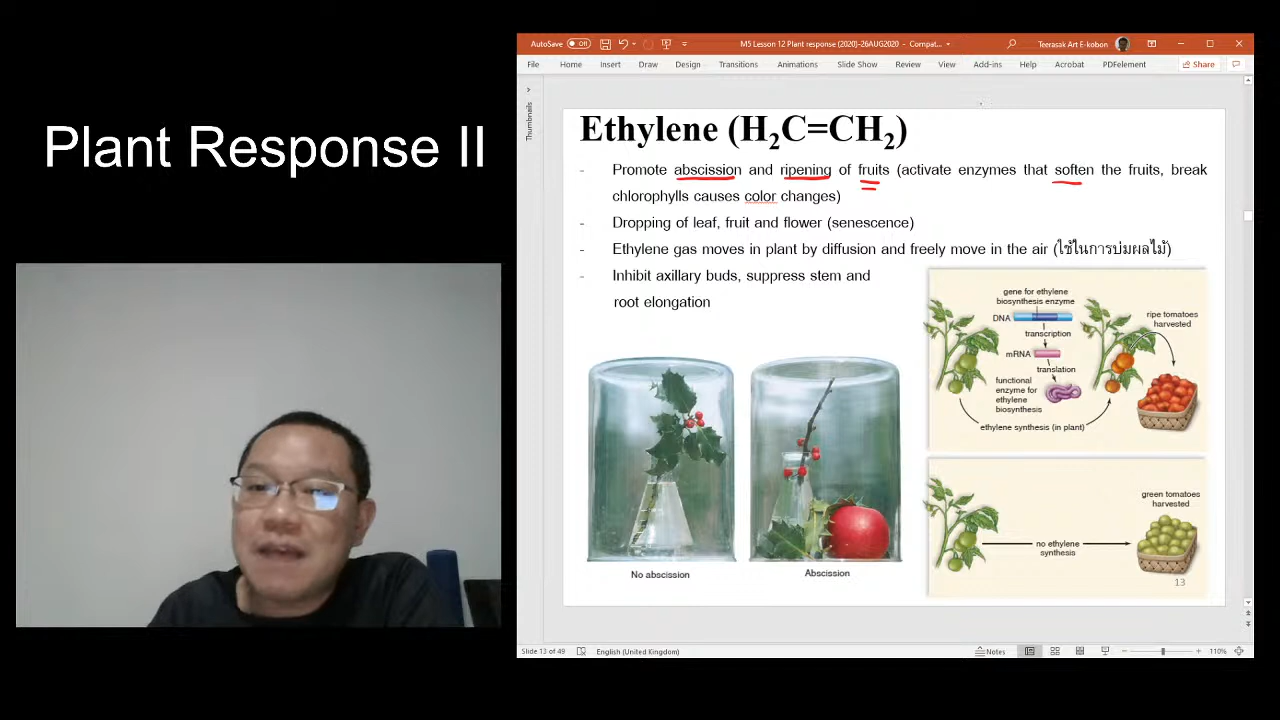 Plant Response II
AutoSave Off
M5 Lesson 12 Plant response (2020)-26AUG2020 - Compat...
Teerasak Art E-kobon
File Home Insert Draw Design Transitions Animations Slide Show Review View Add-ins Help Acrobat PDFelement
Share
Thumbnails
Ethylene (H2C=CH2)
- Promote abscission and ripening of fruits (activate enzymes that soften the fruits, break
chlorophylls causes color changes)
- Dropping of leaf, fruit and flower (senescence)
- Ethylene gas moves in plant by diffusion and freely move in the air (ใช้ในการบ่มผลไม้)
- Inhibit axillary buds, suppress stem and
root elongation
No abscission
Abscission
gene for ethylene
biosynthesis enzyme
DNA
transcription
mRNA
translation
functional
enzyme for
ethylene
biosynthesis
ethylene synthesis (in plant)
ripe tomatoes
harvested
no ethylene
synthesis
green tomatoes
harvested
13
Slide 13 of 49
English (United Kingdom)
Notes
110%